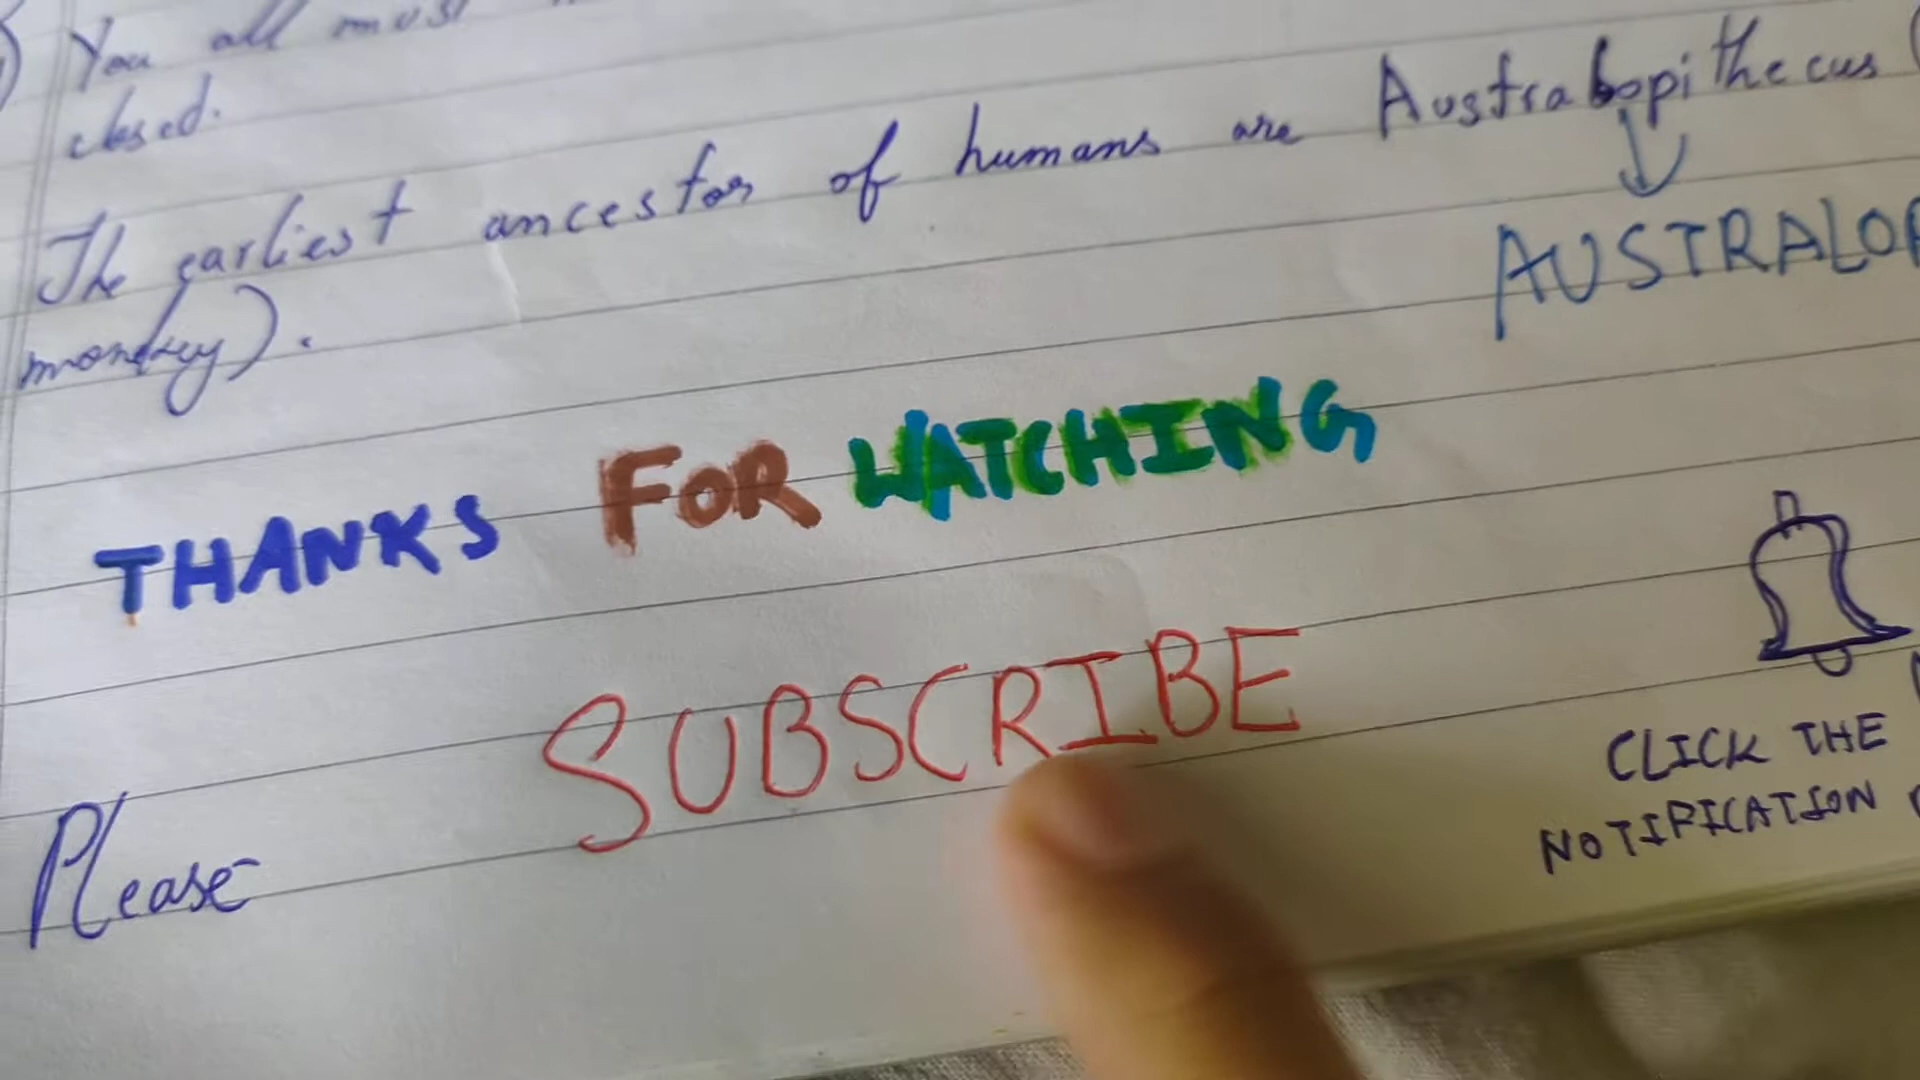 You all must
closed.
The earliest ancestor of humans are Australopithecus (
monkey).
AUSTRALOP
THANKS FOR WATCHING
Please SUBSCRIBE
CLICK THE
NOTIFICATION